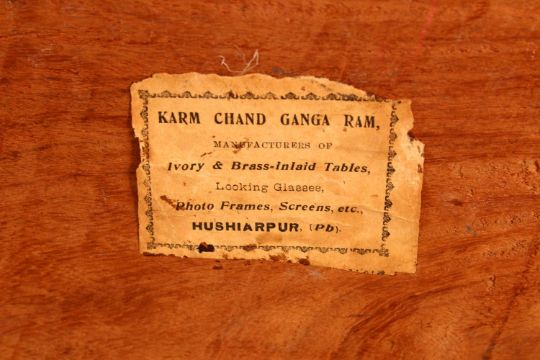 KARM CHAND GANGA RAM,
MANUFACTURERS OF
Ivory & Brass-Inlaid Tables,
Looking Glasses,
Photo Frames, Screens, etc.,
HUSHIARPUR. (Pb).